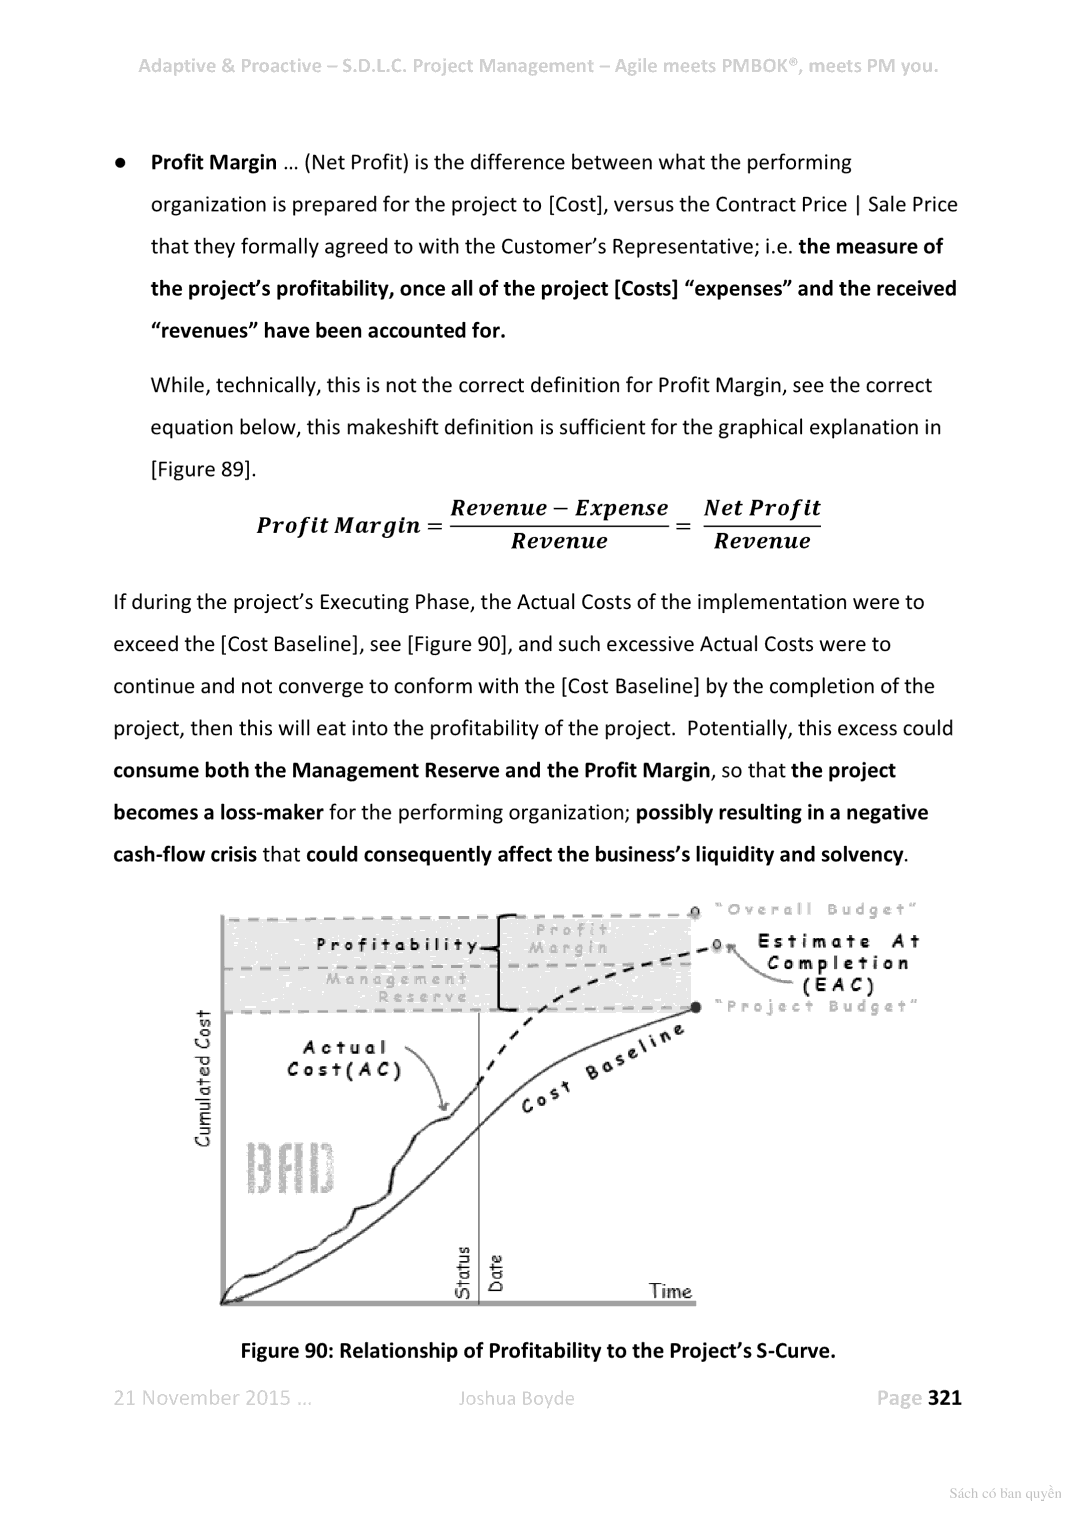 Adaptive & Proactive – S.D.L.C. Project Management – Agile meets PMBOK®, meets PM you.
● Profit Margin ... (Net Profit) is the difference between what the performing
organization is prepared for the project to [Cost], versus the Contract Price | Sale Price
that they formally agreed to with the Customer's Representative; i.e. the measure of
the project's profitability, once all of the project [Costs] “expenses” and the received
“revenues” have been accounted for.
While, technically, this is not the correct definition for Profit Margin, see the correct
equation below, this makeshift definition is sufficient for the graphical explanation in
[Figure 89].
Profit Margin = (Revenue − Expense) / Revenue = Net Profit / Revenue
If during the project's Executing Phase, the Actual Costs of the implementation were to
exceed the [Cost Baseline], see [Figure 90], and such excessive Actual Costs were to
continue and not converge to conform with the [Cost Baseline] by the completion of the
project, then this will eat into the profitability of the project.  Potentially, this excess could
consume both the Management Reserve and the Profit Margin, so that the project
becomes a loss-maker for the performing organization; possibly resulting in a negative
cash-flow crisis that could consequently affect the business's liquidity and solvency.
"Overall Budget"
Profit
Margin
Profitability
Estimate At
Completion
(EAC)
Management
Reserve
"Project Budget"
Actual
Cost(AC)
Cost Baseline
Cumulated Cost
BAD
Status
Date
Time
Figure 90: Relationship of Profitability to the Project's S-Curve.
21 November 2015 ...
Joshua Boyde
Page 321
Sách có bản quyền